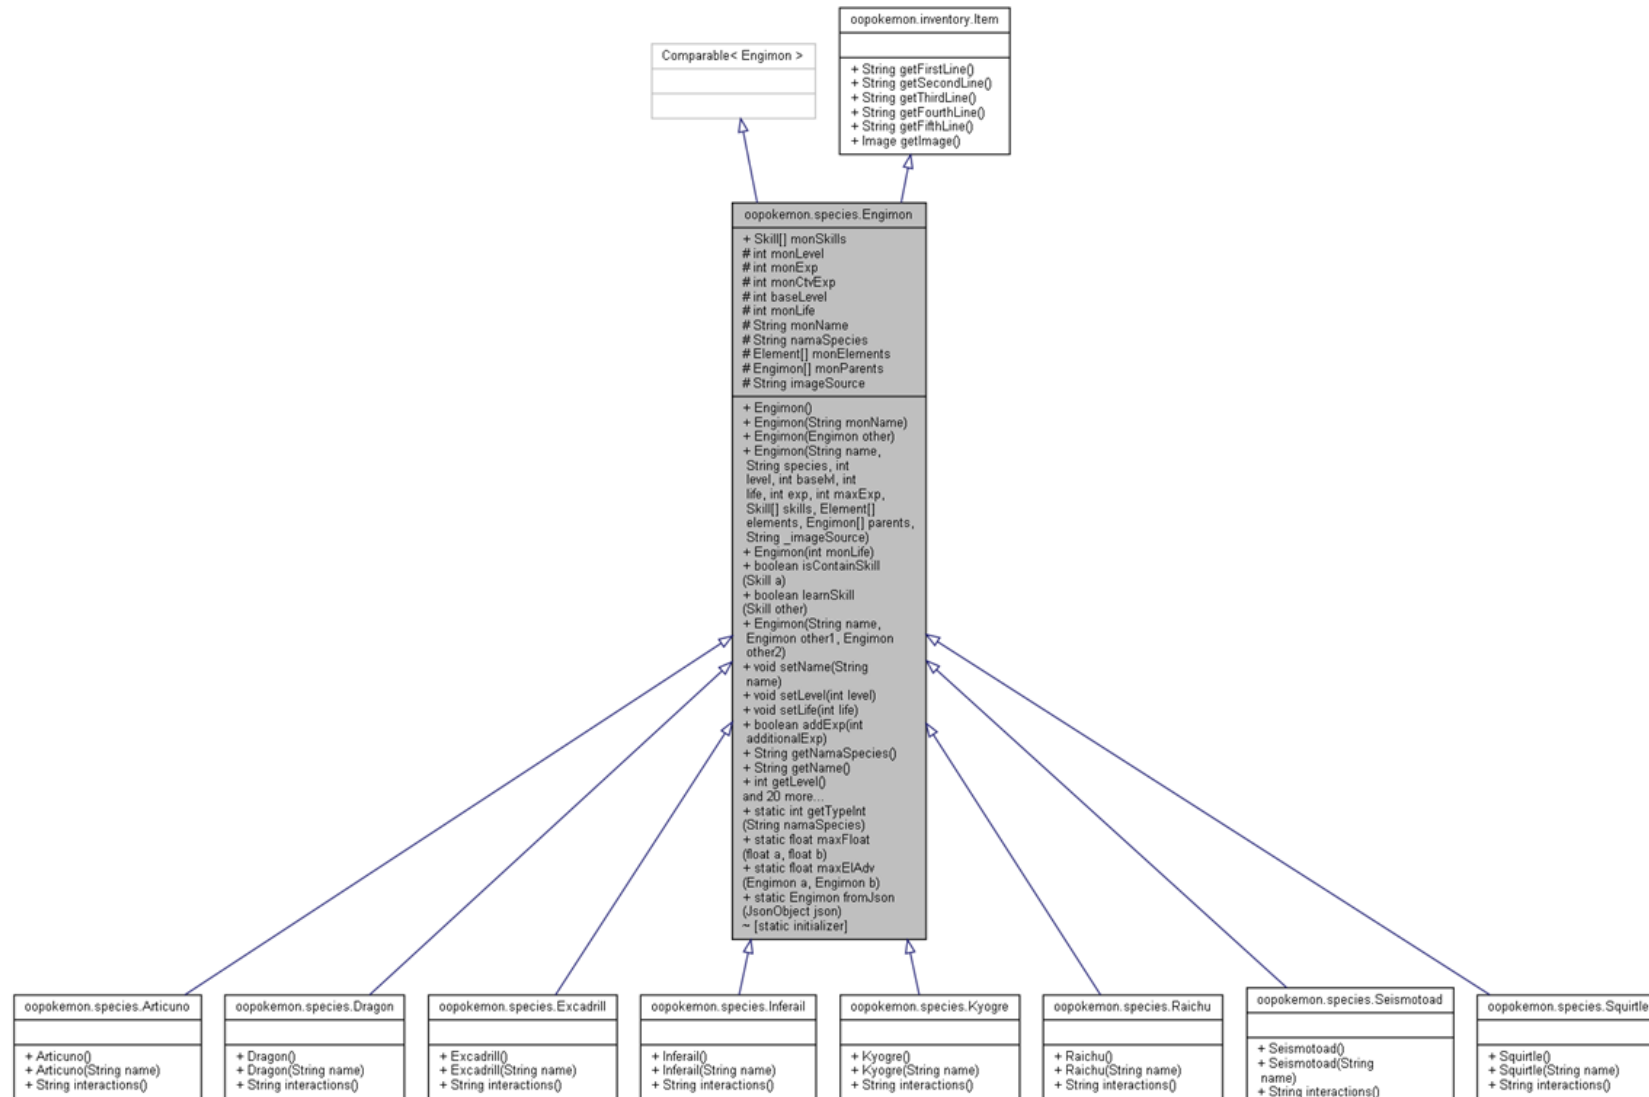 oopokemon.inventory.Item
+ String getFirstLine()
+ String getSecondLine()
+ String getThirdLine()
+ String getFourthLine()
+ String getFifthLine()
+ Image getImage()
Comparable< Engimon >
oopokemon.species.Engimon
+ Skill[] monSkills
# int monLevel
# int monExp
# int monCtvExp
# int baseLevel
# int monLife
# String monName
# String namaSpecies
# Element[] monElements
# Engimon[] monParents
# String imageSource
+ Engimon()
+ Engimon(String monName)
+ Engimon(Engimon other)
+ Engimon(String name,
String species, int
level, int baselvl, int
life, int exp, int maxExp,
Skill[] skills, Element[]
elements, Engimon[] parents,
String _imageSource)
+ Engimon(int monLife)
+ boolean isContainSkill
(Skill a)
+ boolean learnSkill
(Skill other)
+ Engimon(String name,
Engimon other1, Engimon
other2)
+ void setName(String
name)
+ void setLevel(int level)
+ void setLife(int life)
+ boolean addExp(int
additionalExp)
+ String getNamaSpecies()
+ String getName()
+ int getLevel()
and 20 more...
+ static int getTypeInt
(String namaSpecies)
+ static float maxFloat
(float a, float b)
+ static float maxElAdv
(Engimon a, Engimon b)
+ static Engimon fromJson
(JsonObject json)
~ [static initializer]
oopokemon.species.Articuno
+ Articuno()
+ Articuno(String name)
+ String interactions()
oopokemon.species.Dragon
+ Dragon()
+ Dragon(String name)
+ String interactions()
oopokemon.species.Excadrill
+ Excadrill()
+ Excadrill(String name)
+ String interactions()
oopokemon.species.Inferail
+ Inferail()
+ Inferail(String name)
+ String interactions()
oopokemon.species.Kyogre
+ Kyogre()
+ Kyogre(String name)
+ String interactions()
oopokemon.species.Raichu
+ Raichu()
+ Raichu(String name)
+ String interactions()
oopokemon.species.Seismotoad
+ Seismotoad()
+ Seismotoad(String
name)
+ String interactions()
oopokemon.species.Squirtle
+ Squirtle()
+ Squirtle(String name)
+ String interactions()